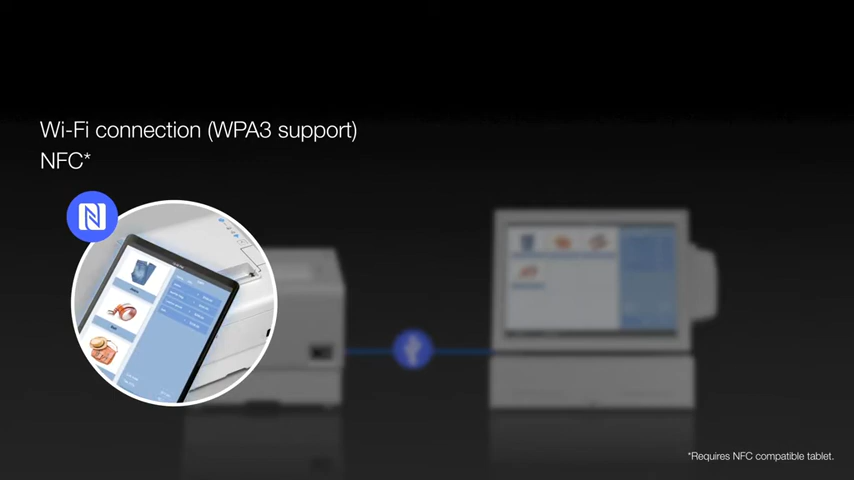 Wi-Fi connection (WPA3 support)
NFC*
*Requires NFC compatible tablet.